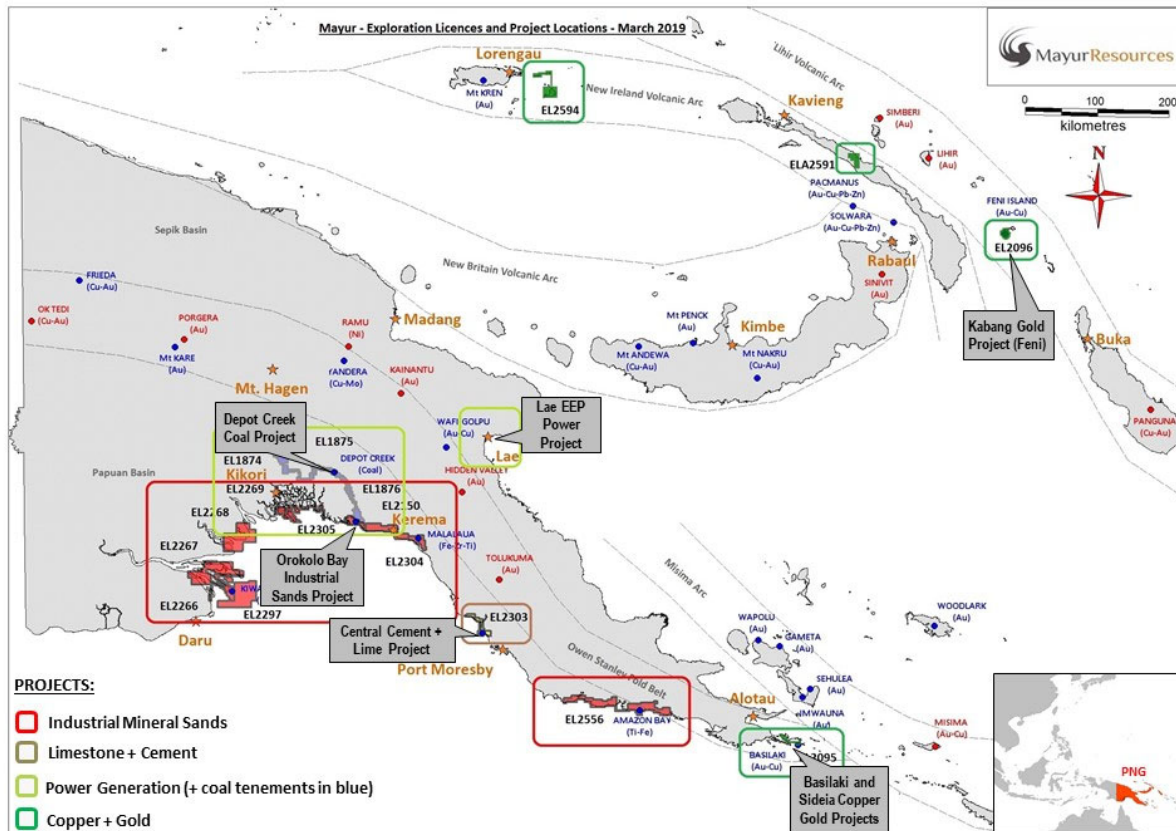 Mayur - Exploration Licences and Project Locations - March 2019
MayurResources
0 100 200
kilometres
N
Lihir Volcanic Arc
New Ireland Volcanic Arc
Lorengau
Mt KREN
(Au)
EL2594
Kavieng
SIMBERI
(Au)
LIHIR
(Au)
ELA2591
PACMANUS
(Au-Cu-Pb-Zn)
SOLWARA
(Au-Cu-Pb-Zn)
FENI ISLAND
(Au-Cu)
EL2096
Kabang Gold
Project (Feni)
Rabaul
SINIVIT
(Au)
Sepik Basin
New Britain Volcanic Arc
FRIEDA
(Cu-Au)
OK TEDI
(Cu-Au)
PORGERA
(Au)
Mt KARE
(Au)
RAMU
(Ni)
Madang
(Cu-Mo)
Mt. Hagen
KAINANTU
(Au)
Mt PENCK
(Au)
Kimbe
Mt ANDEWA
(Cu-Au)
Mt NAKRU
(Cu-Au)
Buka
PANGUNA
(Cu-Au)
Depot Creek
Coal Project
Lae EEP
Power
Project
WAFI GOLPU
(Au-Cu)
Lae
HIDDEN VALLEY
(Au)
EL1875
EL1874
DEPOT CREEK
(Coal)
EL1876
Papuan Basin
Kikori
EL2269
EL2268
EL2305
EL2150
Kerema
MALALAUA
(Fe-Zr-Ti)
EL2304
EL2267
EL2266
EL2297
Orokolo Bay
Industrial
Sands Project
Daru
TOLUKUMA
(Au)
EL2303
Central Cement +
Lime Project
Port Moresby
Misima Arc
Owen Stanley Fold Belt
WOODLARK
(Au)
WAPOLU
(Au)
GAMETA
(Au)
SEHULEA
(Au)
IMWAUNA
(Au)
Alotau
EL2556
AMAZON BAY
(Ti-Fe)
BASILAKI
(Au-Cu)
MISIMA
(Au-Cu)
Basilaki and
Sideia Copper
Gold Projects
PROJECTS:
Industrial Mineral Sands
Limestone + Cement
Power Generation (+ coal tenements in blue)
Copper + Gold
PNG